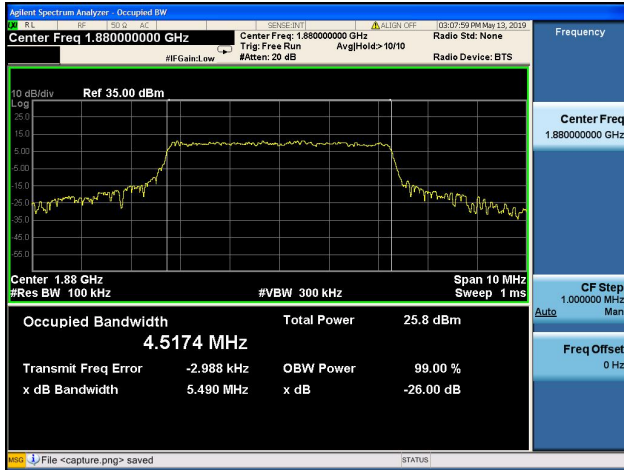 Agilent Spectrum Analyzer - Occupied BW
RL RF 50 Ω AC SENSE:INT ALIGN OFF 03:07:59 PM May 13, 2019
Center Freq 1.880000000 GHz Center Freq: 1.880000000 GHz Radio Std: None Frequency
Trig: Free Run Avg|Hold:> 10/10
#IFGain:Low #Atten: 20 dB Radio Device: BTS
10 dB/div Ref 35.00 dBm
Log
25.0
15.0
5.00
-5.00
-15.0
-25.0
-35.0
-45.0
-55.0
Center Freq
1.880000000 GHz
Center 1.88 GHz Span 10 MHz
#Res BW 100 kHz #VBW 300 kHz Sweep 1 ms
CF Step
1.000000 MHz
Auto Man
Occupied Bandwidth Total Power 25.8 dBm
4.5174 MHz
Transmit Freq Error -2.988 kHz OBW Power 99.00 %
x dB Bandwidth 5.490 MHz x dB -26.00 dB
Freq Offset
0 Hz
MSG File <capture.png> saved STATUS